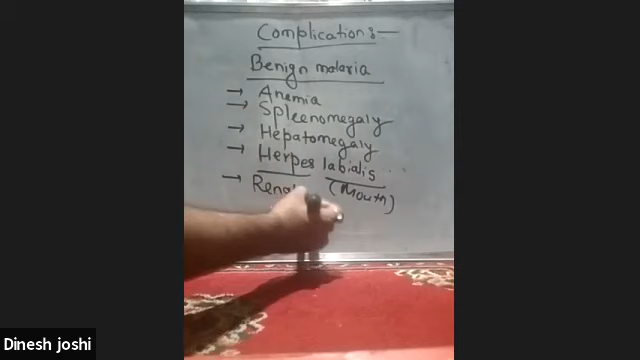 Complications
Benign malaria
→ Anemia
→ Spleenomegaly
→ Hepatomegaly
→ Herpes labialis
(Mouth)
→ Renal
Dinesh joshi